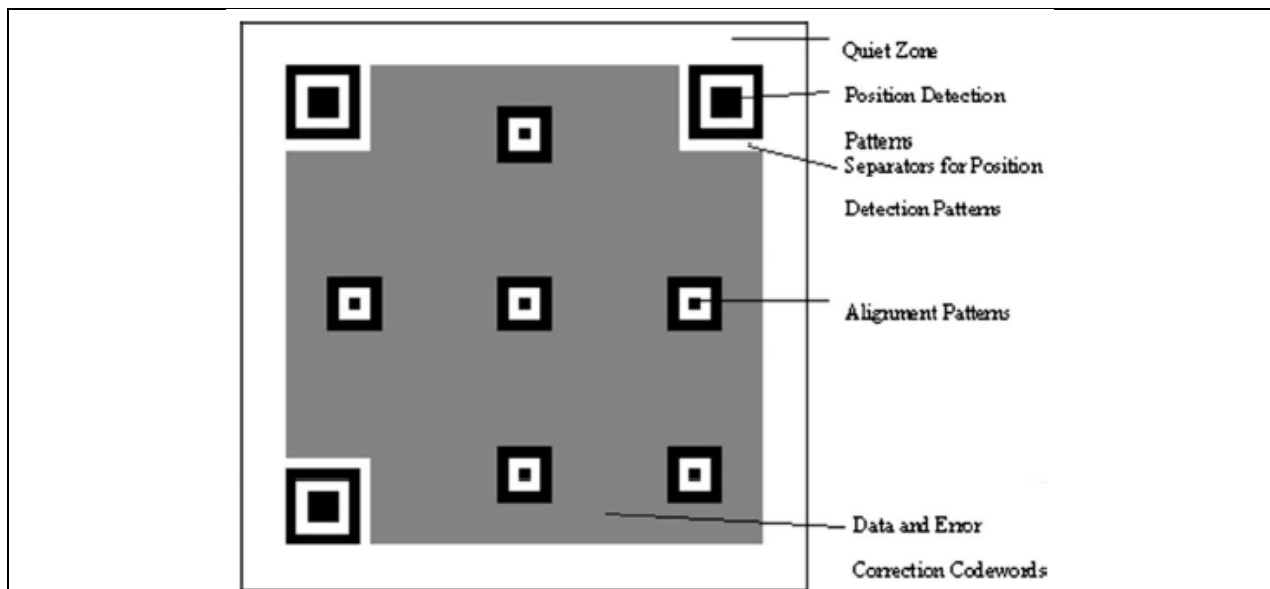 Quiet Zone
Position Detection
Patterns
Separators for Position
Detection Patterns
Alignment Patterns
Data and Error
Correction Codewords